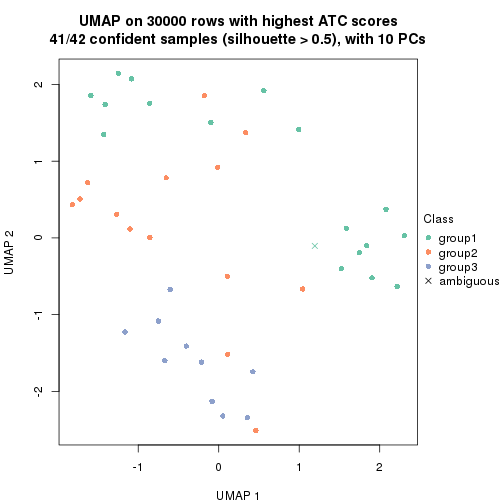 UMAP on 30000 rows with highest ATC scores
41/42 confident samples (silhouette > 0.5), with 10 PCs
2
1
0
-1
-2
UMAP 2
-1
0
1
2
UMAP 1
Class
group1
group2
group3
ambiguous